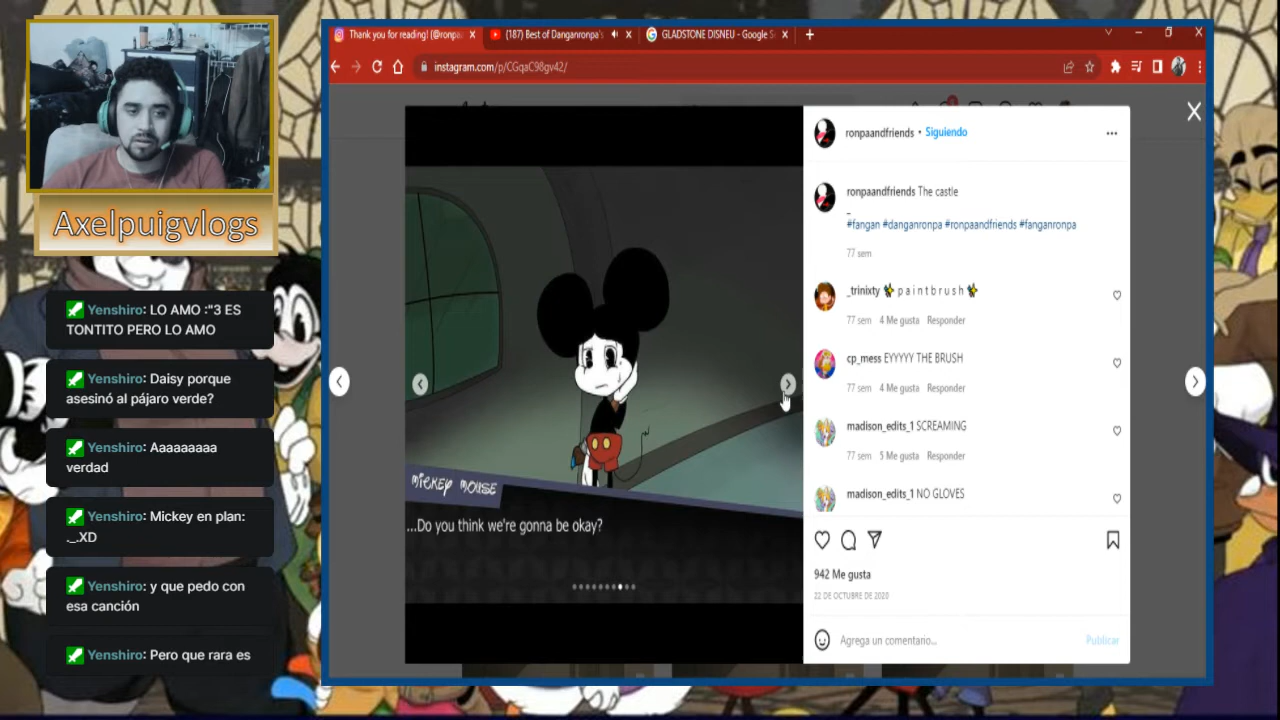 Thank you for reading! (@ronpa
(187) Best of Danganronpa's
GLADSTONE DISNEU - Google S
instagram.com/p/CGqaC98gv42/
Axelpuigvlogs
Yenshiro: LO AMO :"3 ES
TONTITO PERO LO AMO
Yenshiro: Daisy porque
asesinó al pájaro verde?
Yenshiro: Aaaaaaaaa
verdad
Yenshiro: Mickey en plan:
._.XD
Yenshiro: y que pedo con
esa canción
Yenshiro: Pero que rara es
MICKEY MOUSE
...Do you think we're gonna be okay?
ronpaandfriends • Siguiendo
ronpaandfriends The castle
_
#fangan #danganronpa #ronpaandfriends #fanganronpa
77 sem
_trinixty ✨ p a i n t b r u s h ✨
77 sem 4 Me gusta Responder
cp_mess EYYYYY THE BRUSH
77 sem 4 Me gusta Responder
madison_edits_1 SCREAMING
77 sem 5 Me gusta Responder
madison_edits_1 NO GLOVES
942 Me gusta
22 DE OCTUBRE DE 2020
Agrega un comentario...
Publicar